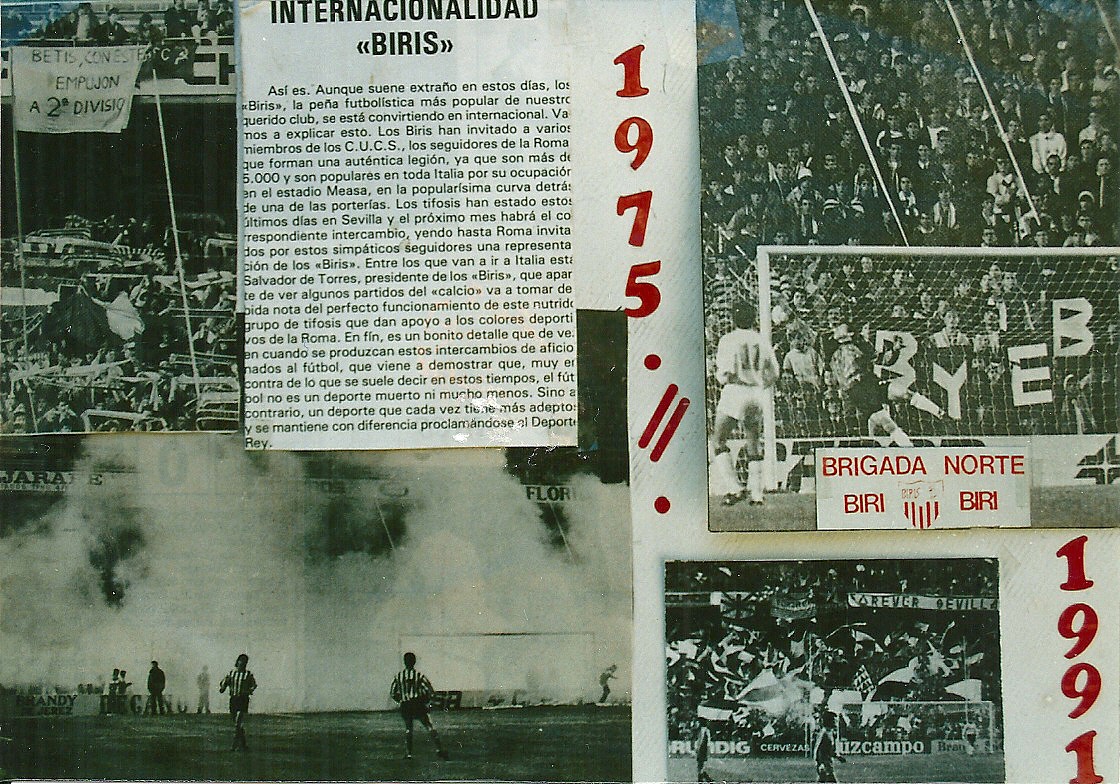 BETIS, CON ESTE
EMPUJON
A 2ª DIVISIO
INTERNACIONALIDAD
«BIRIS»
Así es. Aunque suene extraño en estos días, los
«Biris», la peña futbolística más popular de nuestro
querido club, se está convirtiendo en internacional. Va
mos a explicar esto. Los Biris han invitado a varios
miembros de los C.U.C.S., los seguidores de la Roma
que forman una auténtica legión, ya que son más de
5.000 y son populares en toda Italia por su ocupación
en el estadio Measa, en la popularísima curva detrás
de una de las porterías. Los tifosis han estado estos
últimos días en Sevilla y el próximo mes habrá el co
rrespondiente intercambio, yendo hasta Roma invita
dos por estos simpáticos seguidores una representa
ción de los «Biris». Entre los que van a ir a Italia está
Salvador de Torres, presidente de los «Biris», que apar
te de ver algunos partidos del «calcio» va a tomar de
bida nota del perfecto funcionamiento de este nutrido
grupo de tifosis que dan apoyo a los colores deporti
vos de la Roma. En fín, es un bonito detalle que de vez
en cuando se produzcan estos intercambios de aficio
nados al fútbol, que viene a demostrar que, muy en
contra de lo que se suele decir en estos tiempos, el fút
bol no es un deporte muerto ni mucho menos. Sino a
contrario, un deporte que cada vez tiene más adeptos
y se mantiene con diferencia proclamándose el Deporte
Rey.
1975
B
BYE
BRIGADA NORTE
BIRI BIRI
JARAFE
FLOR
BRANDY
JEREZ
FOREVER SEVILLA
GRUNDIG CERVEZAS Cruzcampo
1991